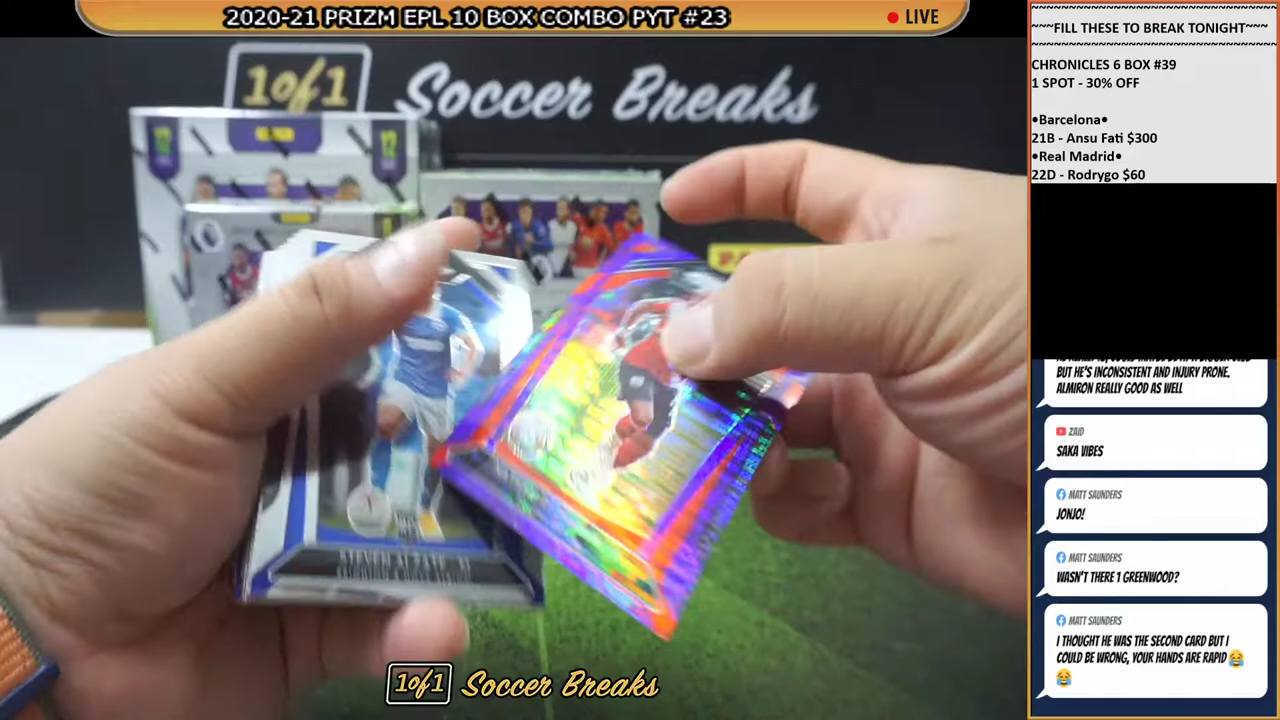 2020-21 PRIZM EPL 10 BOX COMBO PYT #23
LIVE
1of1 Soccer Breaks
12
12
1of1 Soccer Breaks
~~~FILL THESE TO BREAK TONIGHT~~~
CHRONICLES 6 BOX #39
1 SPOT - 30% OFF
•Barcelona•
21B - Ansu Fati $300
•Real Madrid•
22D - Rodrygo $60
BUT HE'S INCONSISTENT AND INJURY PRONE.
ALMIRON REALLY GOOD AS WELL
ZAID
SAKA VIBES
MATT SAUNDERS
JONJO!
MATT SAUNDERS
WASN'T THERE 1 GREENWOOD?
MATT SAUNDERS
I THOUGHT HE WAS THE SECOND CARD BUT I
COULD BE WRONG, YOUR HANDS ARE RAPID 😂
😂